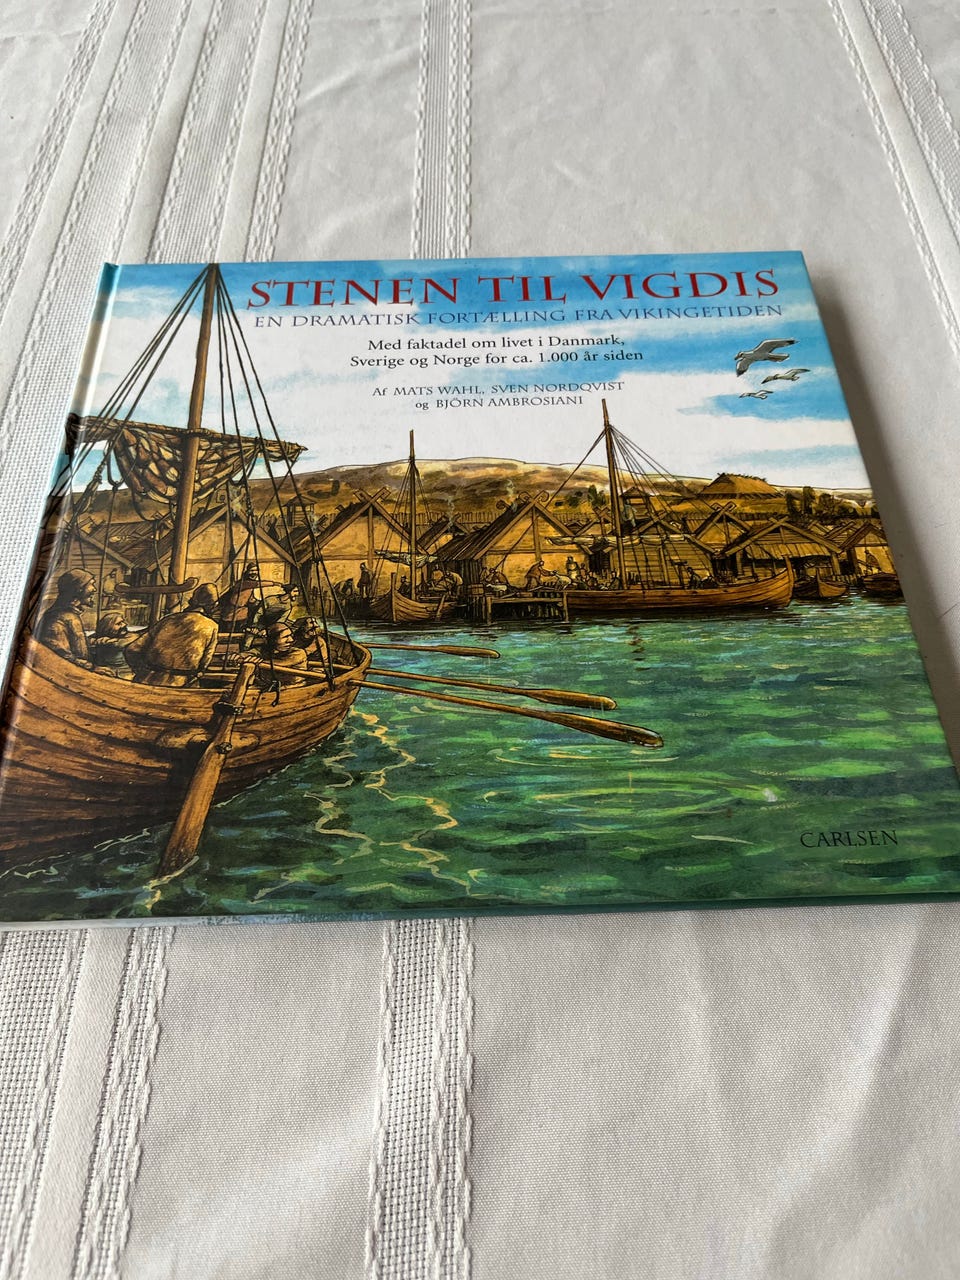 STENEN TIL VIGDIS
EN DRAMATISK FORTÆLLING FRA VIKINGETIDEN
Med faktadel om livet i Danmark,
Sverige og Norge for ca. 1.000 år siden
Af MATS WAHL, SVEN NORDQVIST
og BJÖRN AMBROSIANI
CARLSEN